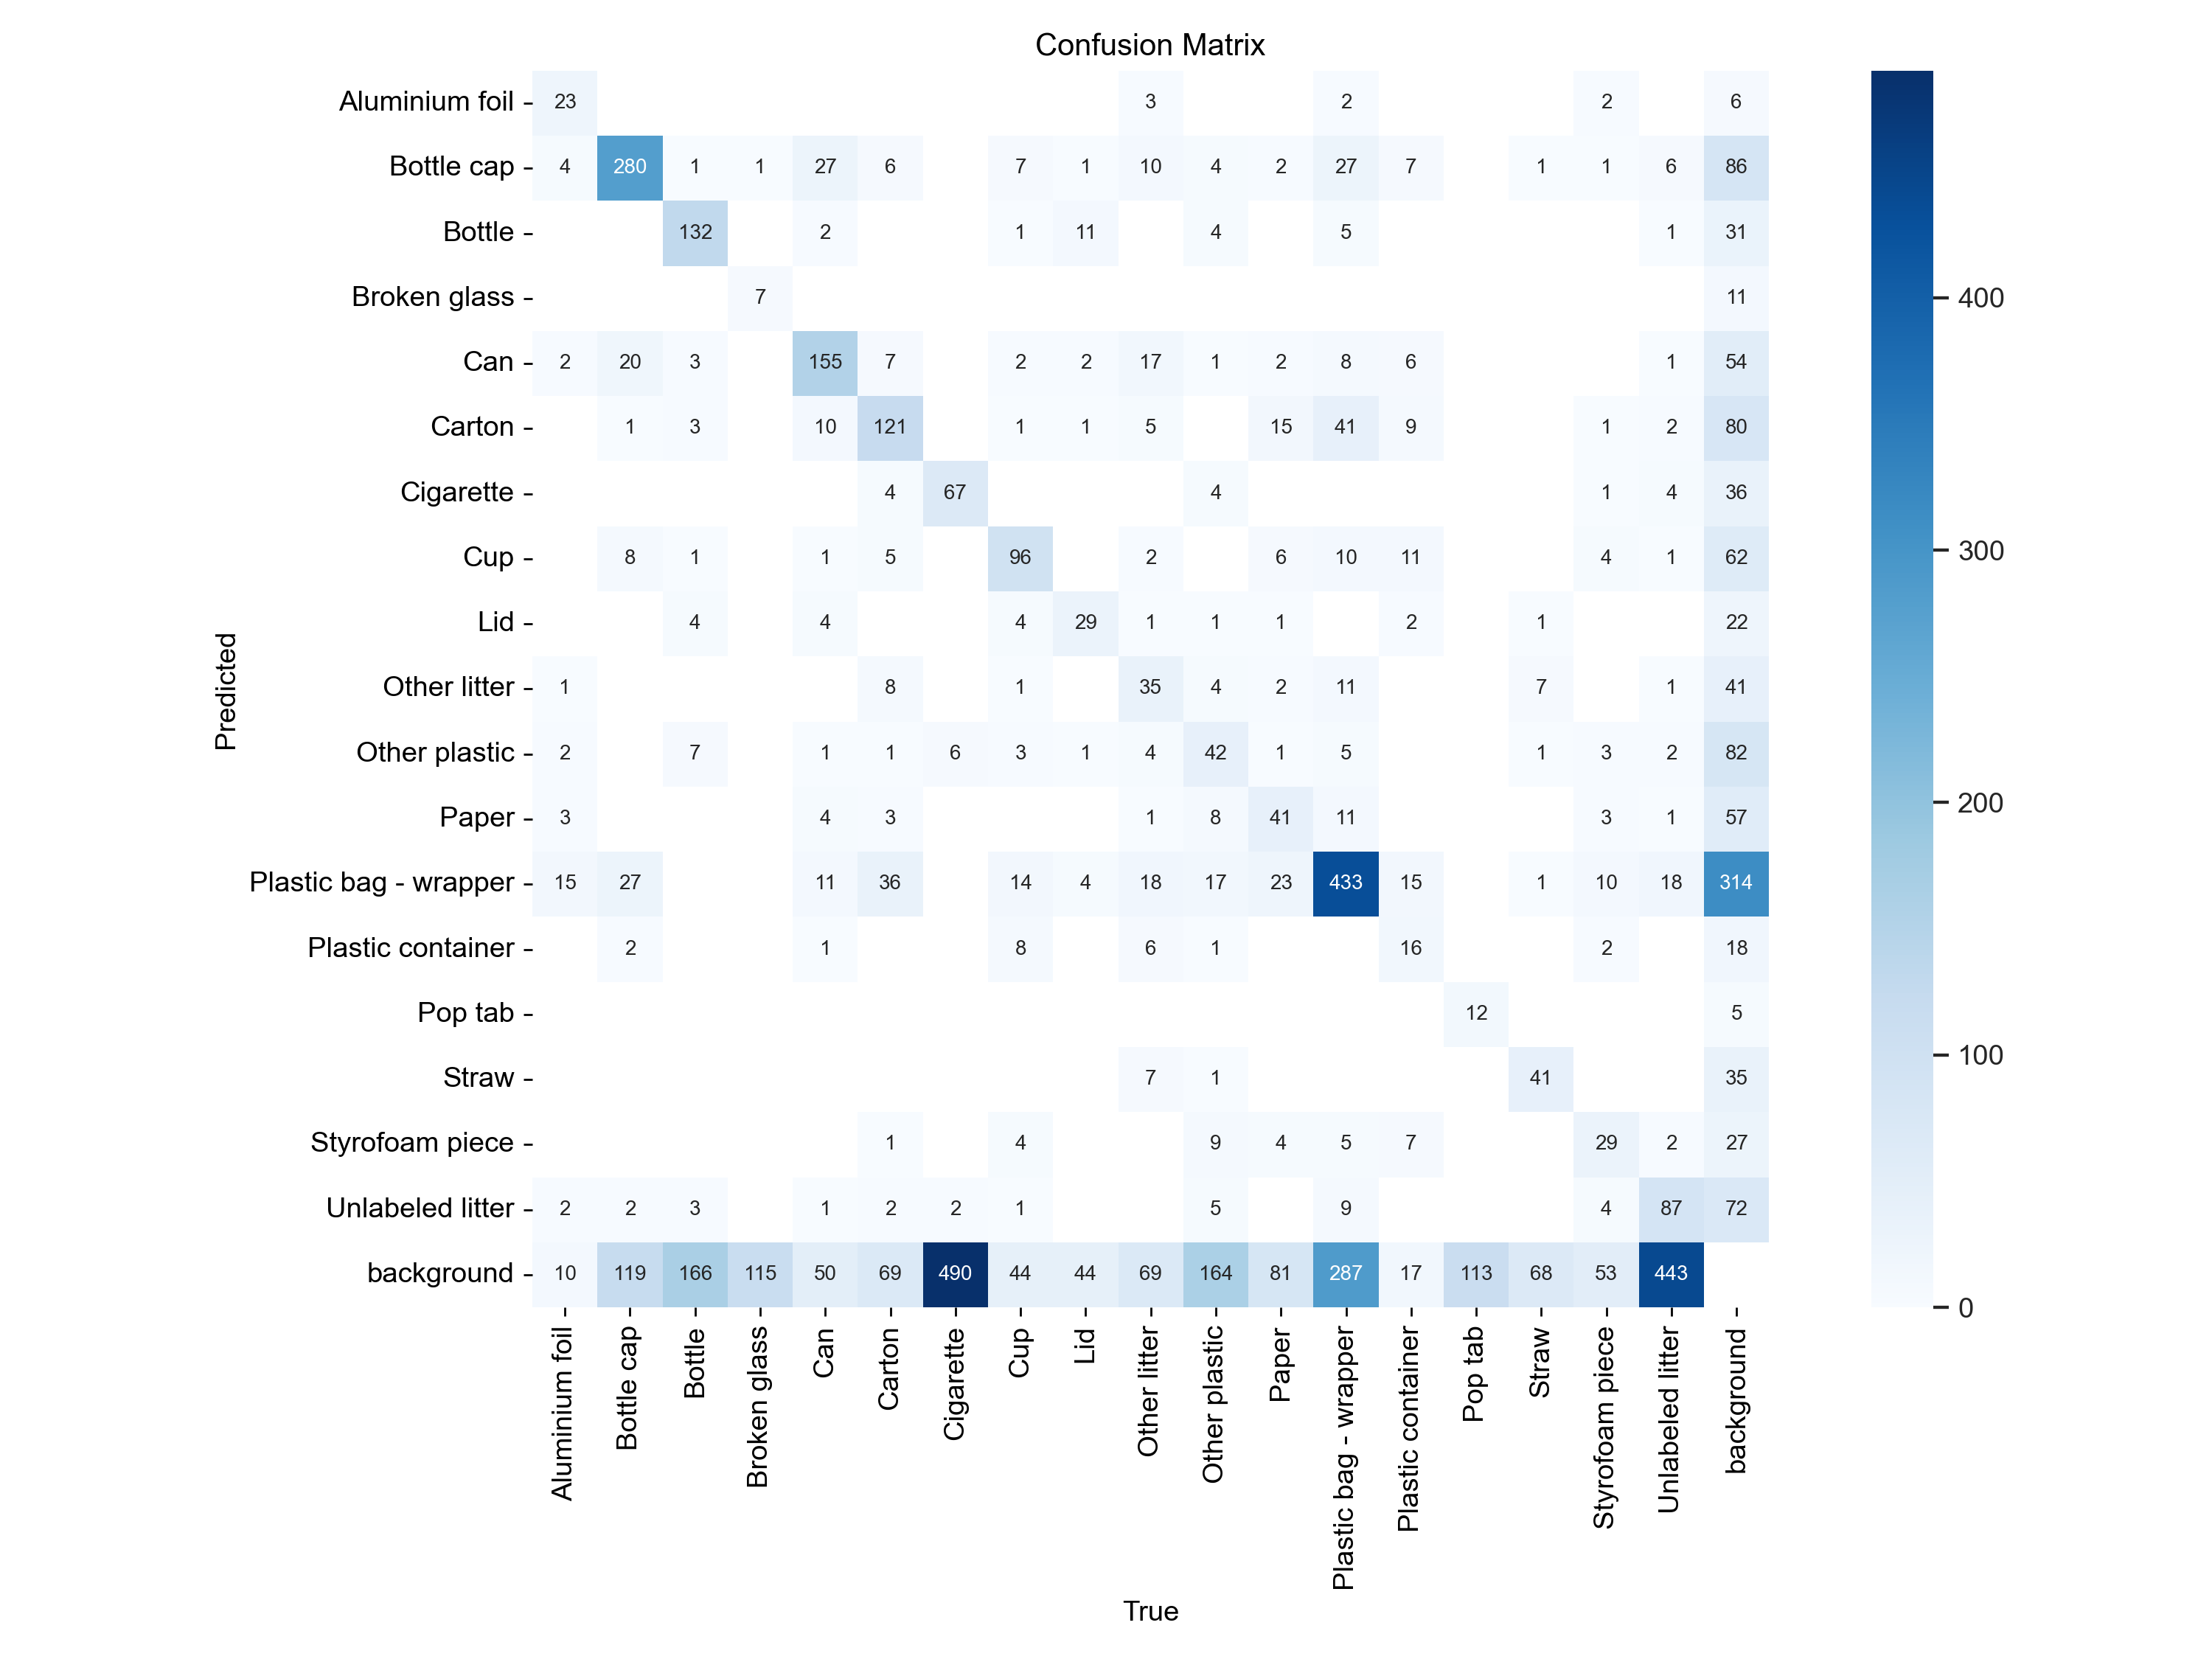 Confusion Matrix
Aluminium foil 23 3 2 2 6
Bottle cap 4 280 1 1 27 6 7 1 10 4 2 27 7 1 1 6 86
Bottle 132 2 1 11 4 5 1 31
Broken glass 7 11
Can 2 20 3 155 7 2 2 17 1 2 8 6 1 54
Carton 1 3 10 121 1 1 5 15 41 9 1 2 80
Cigarette 4 67 4 1 4 36
Cup 8 1 1 5 96 2 6 10 11 4 1 62
Lid 4 4 4 29 1 1 1 2 1 22
Other litter 1 8 1 35 4 2 11 7 1 41
Other plastic 2 7 1 1 6 3 1 4 42 1 5 1 3 2 82
Paper 3 4 3 1 8 41 11 3 1 57
Plastic bag - wrapper 15 27 11 36 14 4 18 17 23 433 15 1 10 18 314
Plastic container 2 1 8 6 1 16 2 18
Pop tab 12 5
Straw 7 1 41 35
Styrofoam piece 1 4 9 4 5 7 29 2 27
Unlabeled litter 2 2 3 1 2 2 1 5 9 4 87 72
background 10 119 166 115 50 69 490 44 44 69 164 81 287 17 113 68 53 443
Predicted
Aluminium foil
Bottle cap
Bottle
Broken glass
Can
Carton
Cigarette
Cup
Lid
Other litter
Other plastic
Paper
Plastic bag - wrapper
Plastic container
Pop tab
Straw
Styrofoam piece
Unlabeled litter
background
True
400
300
200
100
0